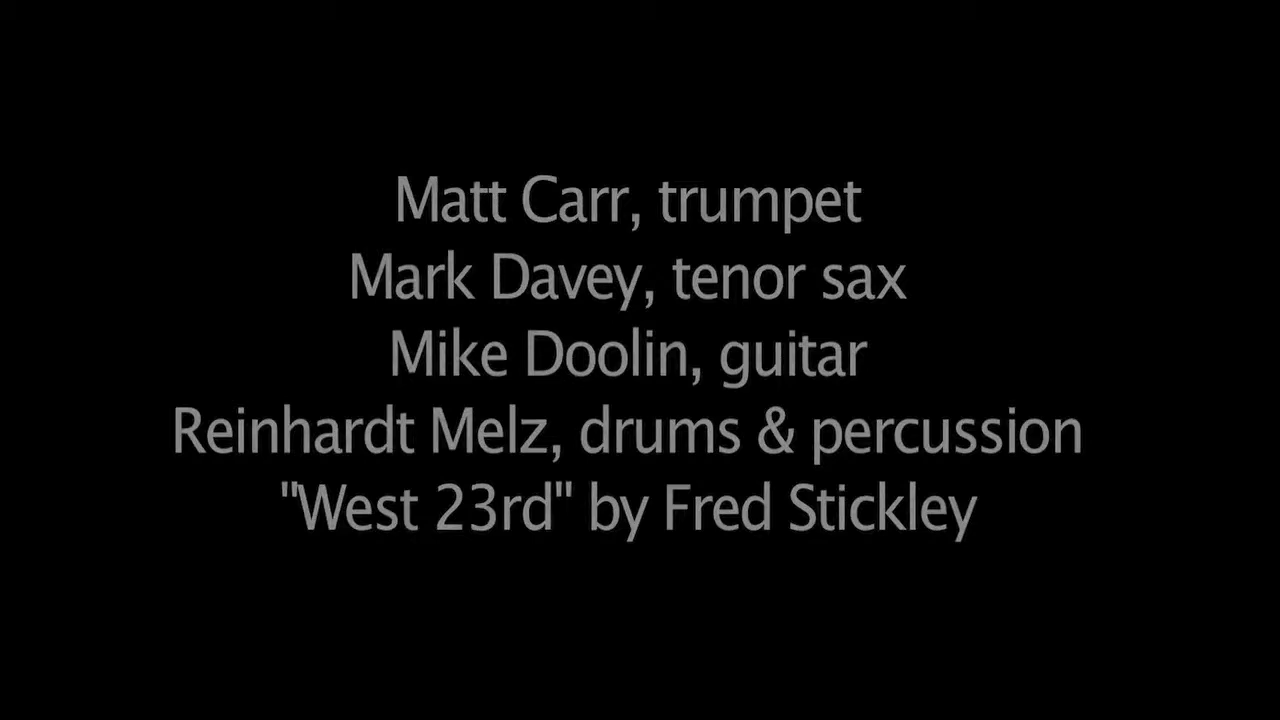 Matt Carr, trumpet
Mark Davey, tenor sax
Mike Doolin, guitar
Reinhardt Melz, drums & percussion
"West 23rd" by Fred Stickley